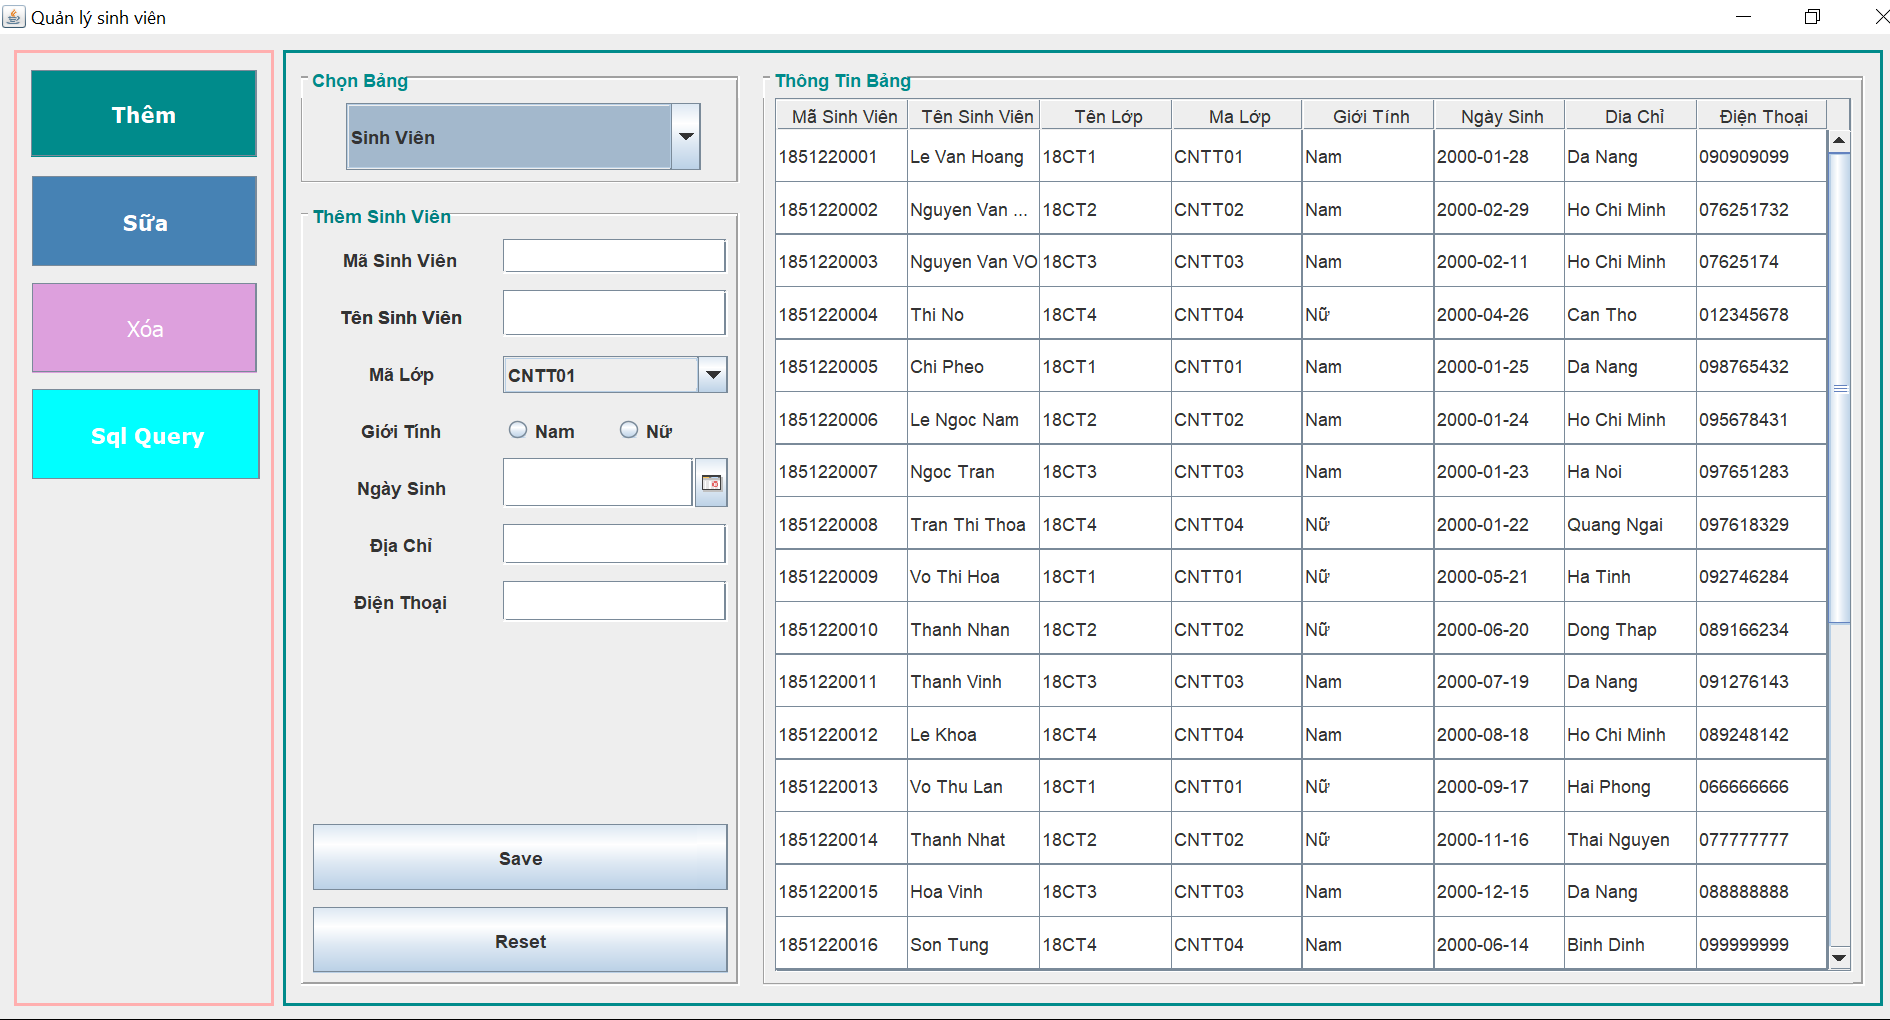 Quản lý sinh viên
Thêm
Sữa
Xóa
Sql Query
Chọn Bảng
Sinh Viên
Thêm Sinh Viên
Mã Sinh Viên
Tên Sinh Viên
Mã Lớp CNTT01
Giới Tính Nam Nữ
Ngày Sinh
Địa Chỉ
Điện Thoại
Save
Reset
Thông Tin Bảng
Mã Sinh Viên Tên Sinh Viên Tên Lớp Ma Lớp Giới Tính Ngày Sinh Dia Chỉ Điện Thoại
1851220001 Le Van Hoang 18CT1 CNTT01 Nam 2000-01-28 Da Nang 090909099
1851220002 Nguyen Van ... 18CT2 CNTT02 Nam 2000-02-29 Ho Chi Minh 076251732
1851220003 Nguyen Van VO 18CT3 CNTT03 Nam 2000-02-11 Ho Chi Minh 07625174
1851220004 Thi No 18CT4 CNTT04 Nữ 2000-04-26 Can Tho 012345678
1851220005 Chi Pheo 18CT1 CNTT01 Nam 2000-01-25 Da Nang 098765432
1851220006 Le Ngoc Nam 18CT2 CNTT02 Nam 2000-01-24 Ho Chi Minh 095678431
1851220007 Ngoc Tran 18CT3 CNTT03 Nam 2000-01-23 Ha Noi 097651283
1851220008 Tran Thi Thoa 18CT4 CNTT04 Nữ 2000-01-22 Quang Ngai 097618329
1851220009 Vo Thi Hoa 18CT1 CNTT01 Nữ 2000-05-21 Ha Tinh 092746284
1851220010 Thanh Nhan 18CT2 CNTT02 Nữ 2000-06-20 Dong Thap 089166234
1851220011 Thanh Vinh 18CT3 CNTT03 Nam 2000-07-19 Da Nang 091276143
1851220012 Le Khoa 18CT4 CNTT04 Nam 2000-08-18 Ho Chi Minh 089248142
1851220013 Vo Thu Lan 18CT1 CNTT01 Nữ 2000-09-17 Hai Phong 066666666
1851220014 Thanh Nhat 18CT2 CNTT02 Nữ 2000-11-16 Thai Nguyen 077777777
1851220015 Hoa Vinh 18CT3 CNTT03 Nam 2000-12-15 Da Nang 088888888
1851220016 Son Tung 18CT4 CNTT04 Nam 2000-06-14 Binh Dinh 099999999